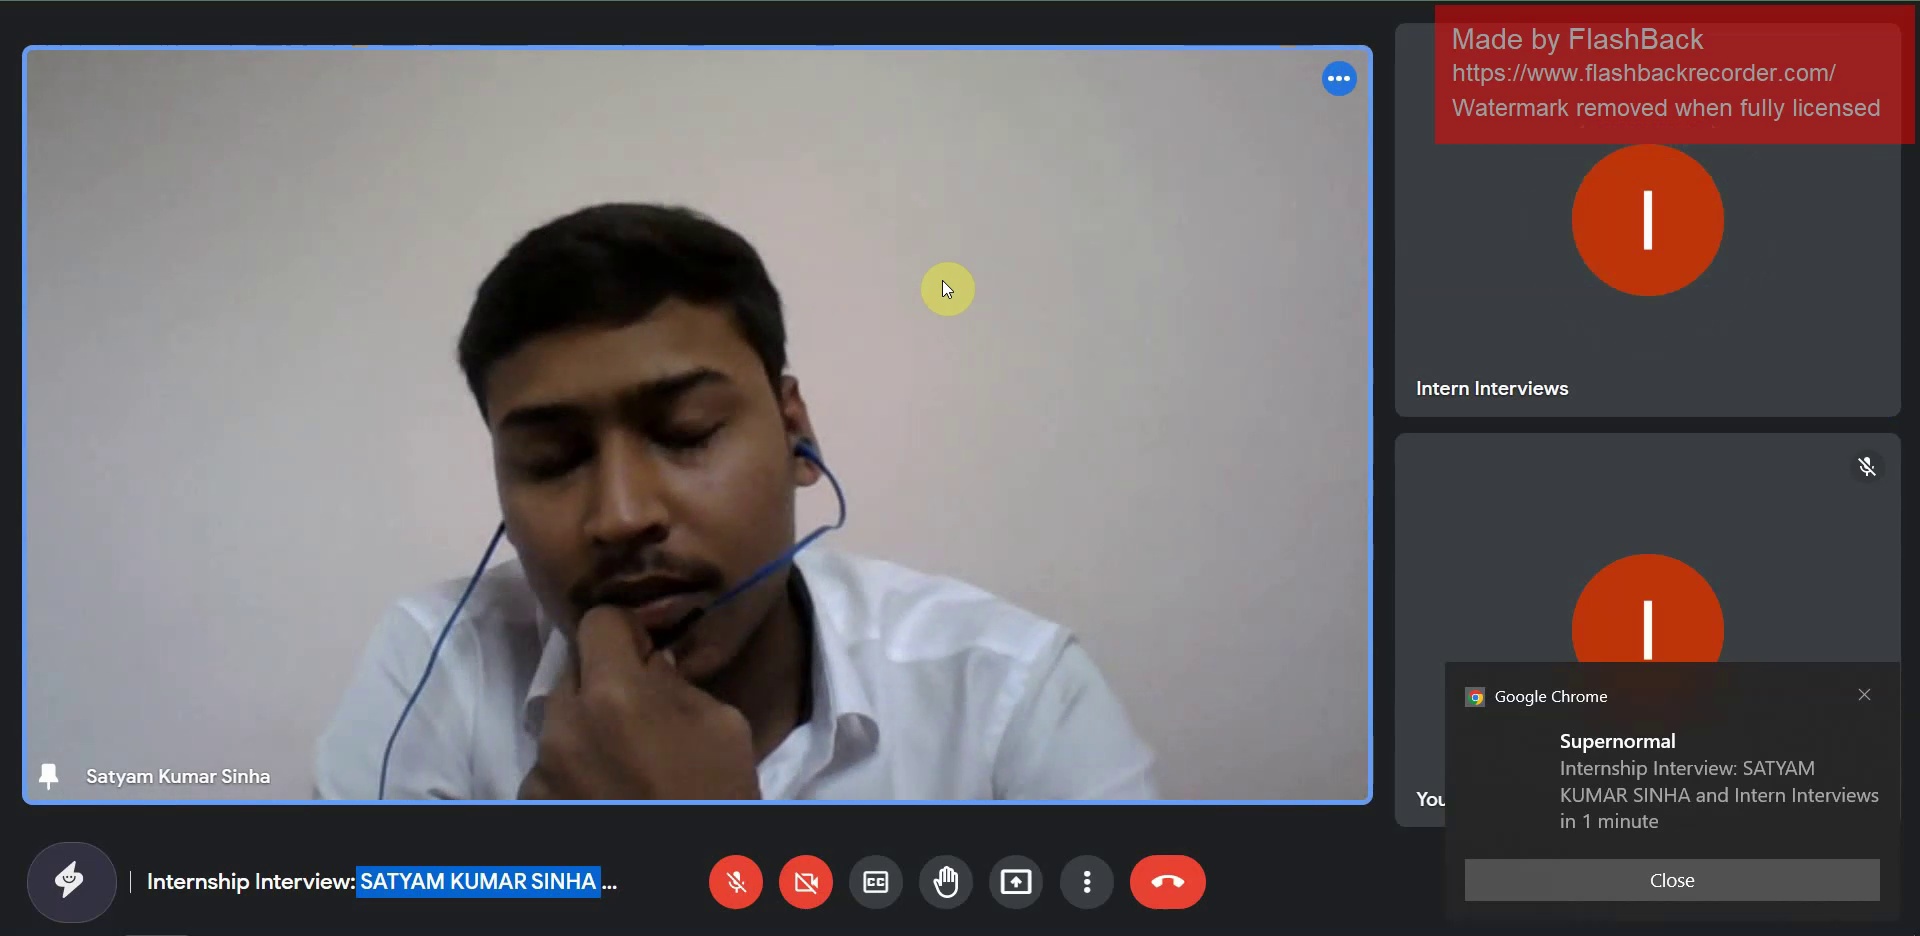 Made by FlashBack
https://www.flashbackrecorder.com/
Watermark removed when fully licensed
I
Intern Interviews
I
You
Satyam Kumar Sinha
Google Chrome
Supernormal
Internship Interview: SATYAM
KUMAR SINHA and Intern Interviews
in 1 minute
Close
Internship Interview: SATYAM KUMAR SINHA ...
CC